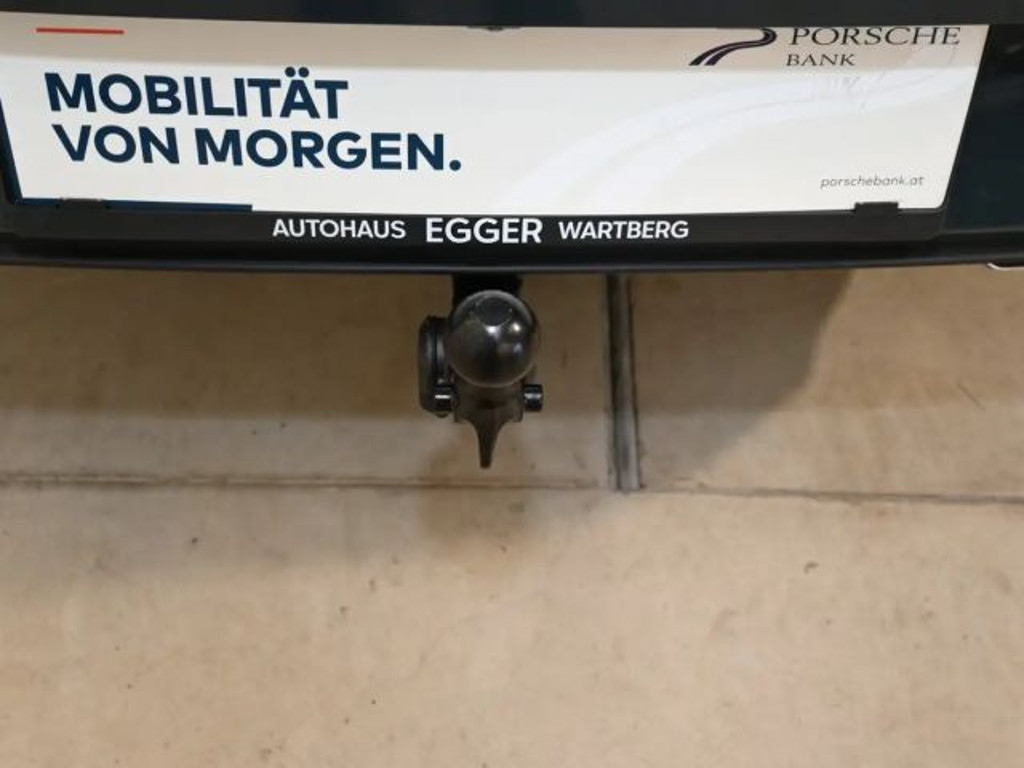 PORSCHE
BANK
MOBILITÄT
VON MORGEN.
porschebank.at
AUTOHAUS EGGER WARTBERG